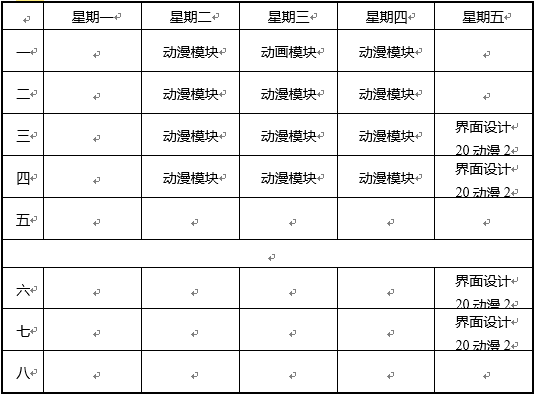 星期一 星期二 星期三 星期四 星期五
一 动漫模块 动画模块 动漫模块
二 动漫模块 动漫模块 动漫模块
三 动漫模块 动漫模块 动漫模块 界面设计
20 动漫 2
四 动漫模块 动漫模块 动漫模块 界面设计
20 动漫 2
五
六 界面设计
20 动漫 2
七 界面设计
20 动漫 2
八